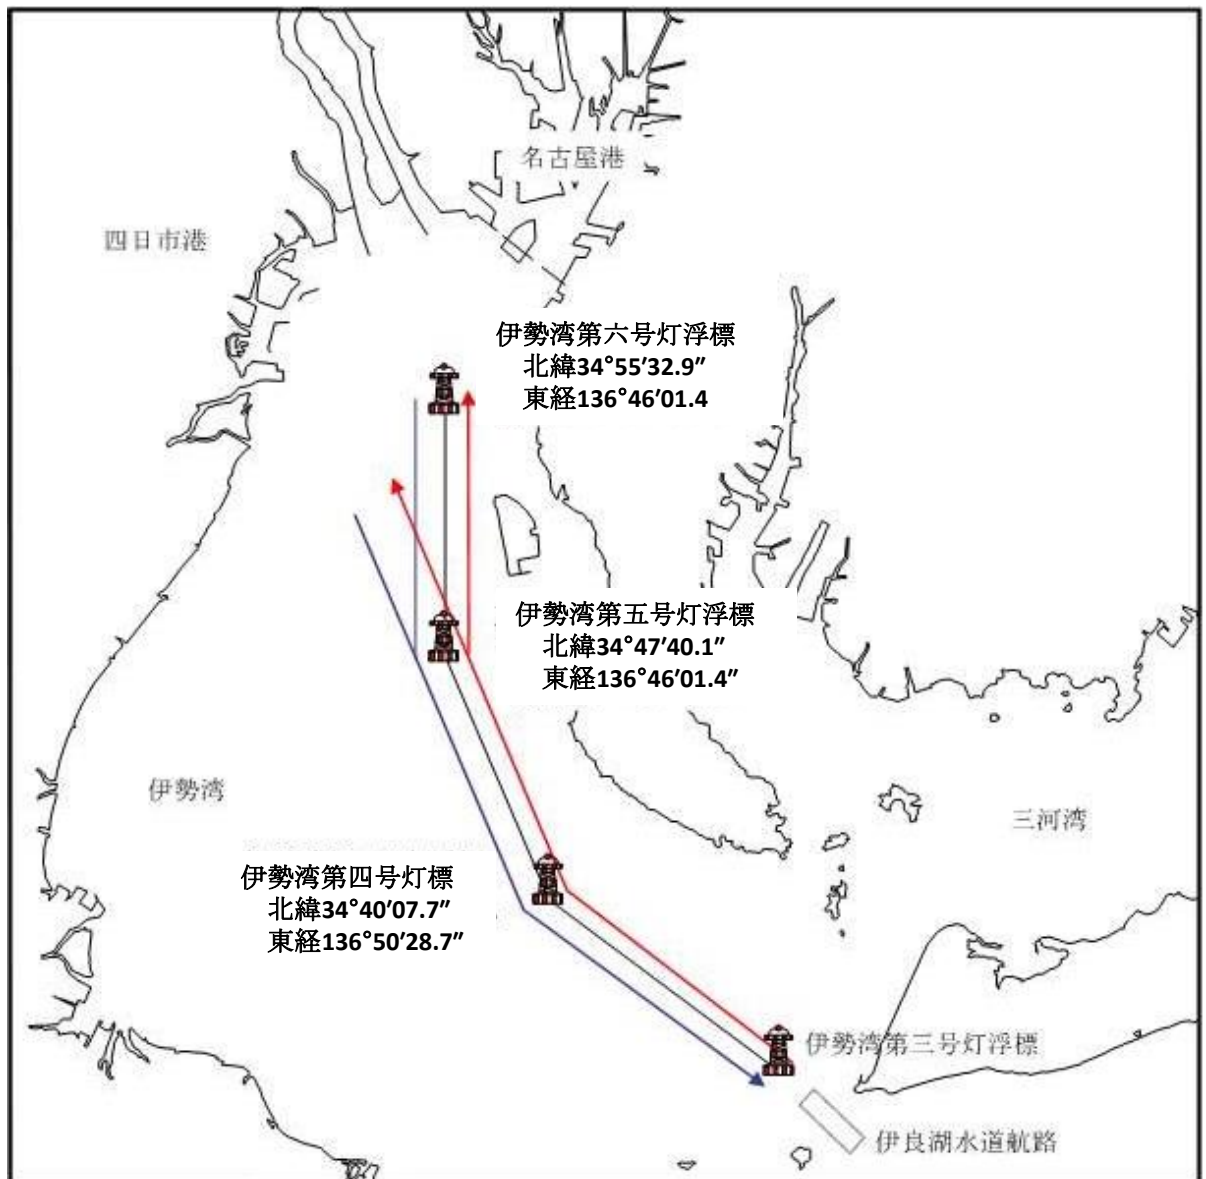 名古屋港
四日市港
伊勢湾第六号灯浮標
北緯34°55′32.9″
東経136°46′01.4
伊勢湾第五号灯浮標
北緯34°47′40.1″
東経136°46′01.4″
伊勢湾
三河湾
伊勢湾第四号灯標
北緯34°40′07.7″
東経136°50′28.7″
伊勢湾第三号灯浮標
伊良湖水道航路